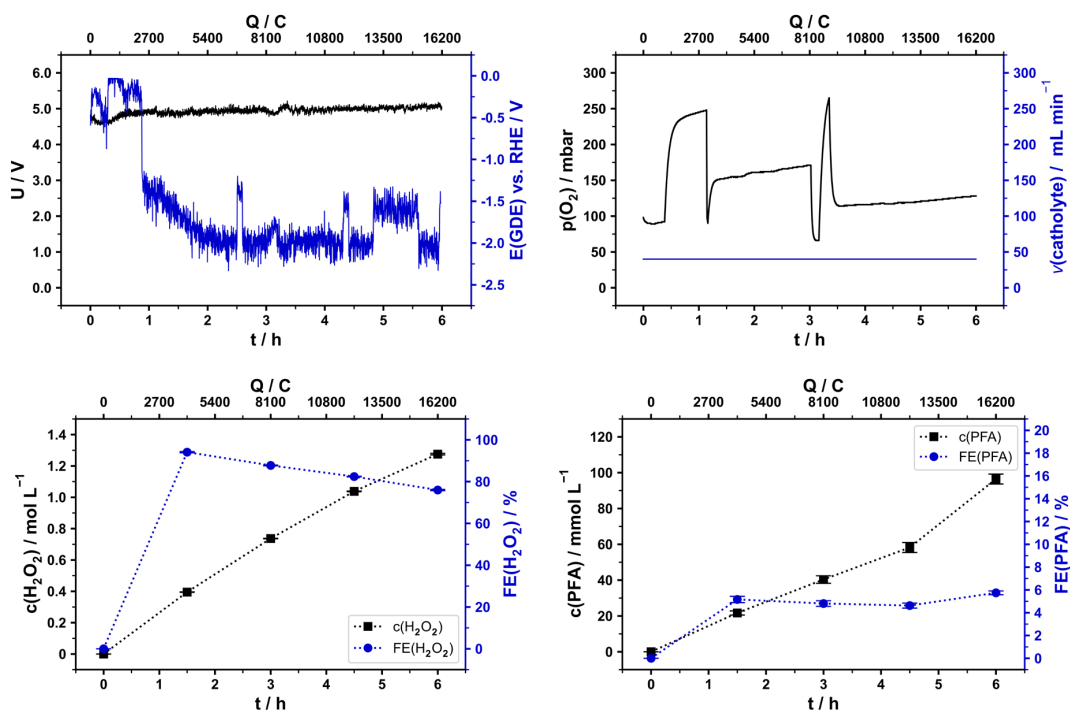 Q / C
0 2700 5400 8100 10800 13500 16200
6.0
5.0
4.0
3.0
2.0
1.0
0.0
U / V
0.0
−0.5
−1.0
−1.5
−2.0
−2.5
E(GDE) vs. RHE / V
0 1 2 3 4 5 6
t / h
Q / C
0 2700 5400 8100 10800 13500 16200
300
250
200
150
100
50
0
p(O₂) / mbar
300
250
200
150
100
50
0
v(catholyte) / mL min⁻¹
0 1 2 3 4 5 6
t / h
Q / C
0 2700 5400 8100 10800 13500 16200
1.4
1.2
1.0
0.8
0.6
0.4
0.2
0
c(H₂O₂) / mol L⁻¹
100
80
60
40
20
0
FE(H₂O₂) / %
c(H₂O₂)
FE(H₂O₂)
0 1 2 3 4 5 6
t / h
Q / C
0 2700 5400 8100 10800 13500 16200
120
100
80
60
40
20
0
c(PFA) / mmol L⁻¹
20
18
16
14
12
10
8
6
4
2
0
FE(PFA) / %
c(PFA)
FE(PFA)
0 1 2 3 4 5 6
t / h